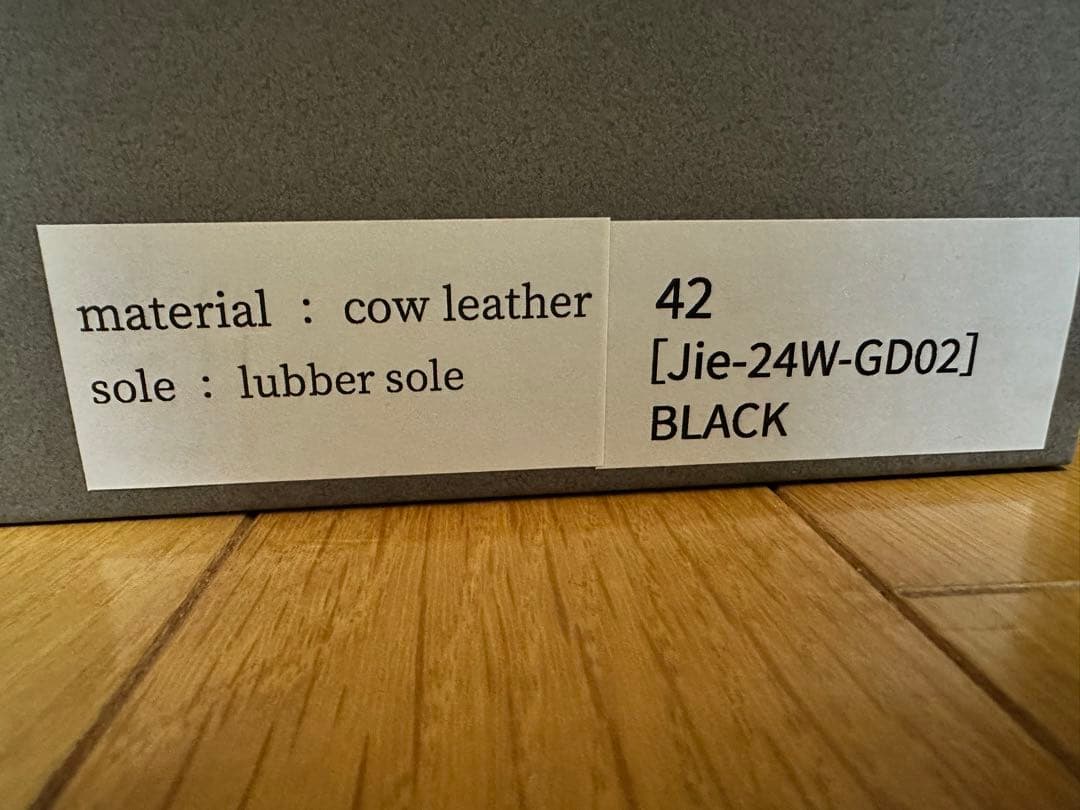 material : cow leather
sole : lubber sole
42
[Jie-24W-GD02]
BLACK